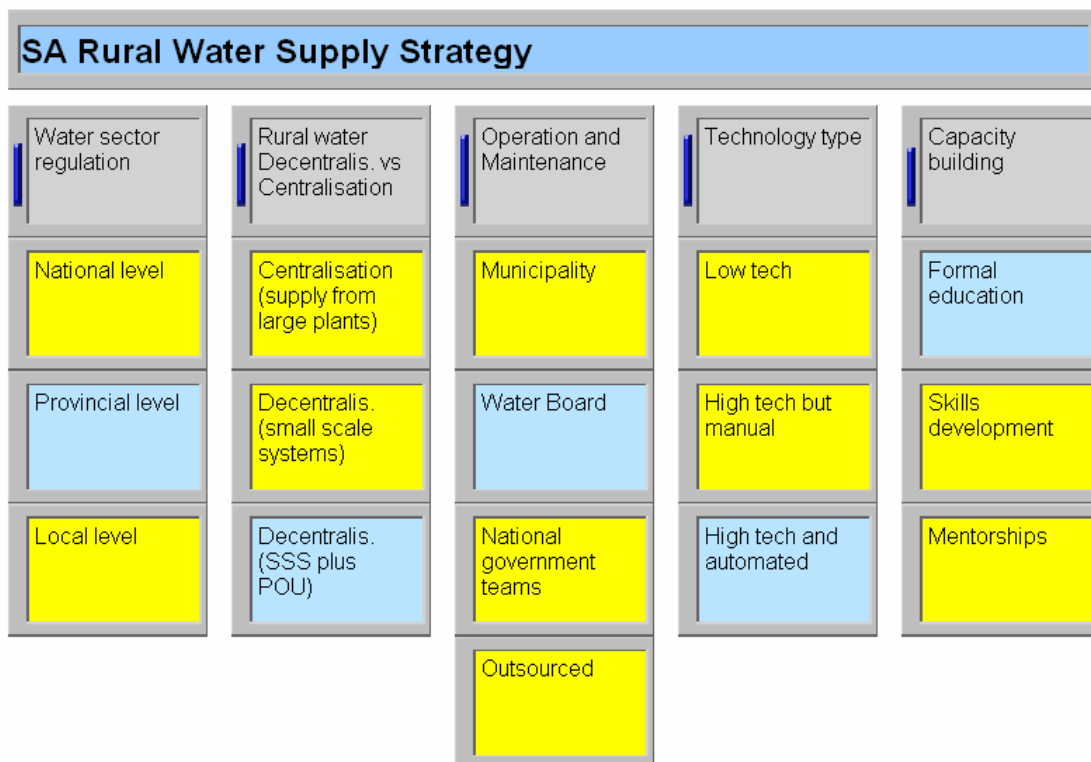 SA Rural Water Supply Strategy
Water sector
regulation
Rural water
Decentralis. vs
Centralisation
Operation and
Maintenance
Technology type
Capacity
building
National level
Centralisation
(supply from
large plants)
Municipality
Low tech
Formal
education
Provincial level
Decentralis.
(small scale
systems)
Water Board
High tech but
manual
Skills
development
Local level
Decentralis.
(SSS plus
POU)
National
government
teams
High tech and
automated
Mentorships
Outsourced